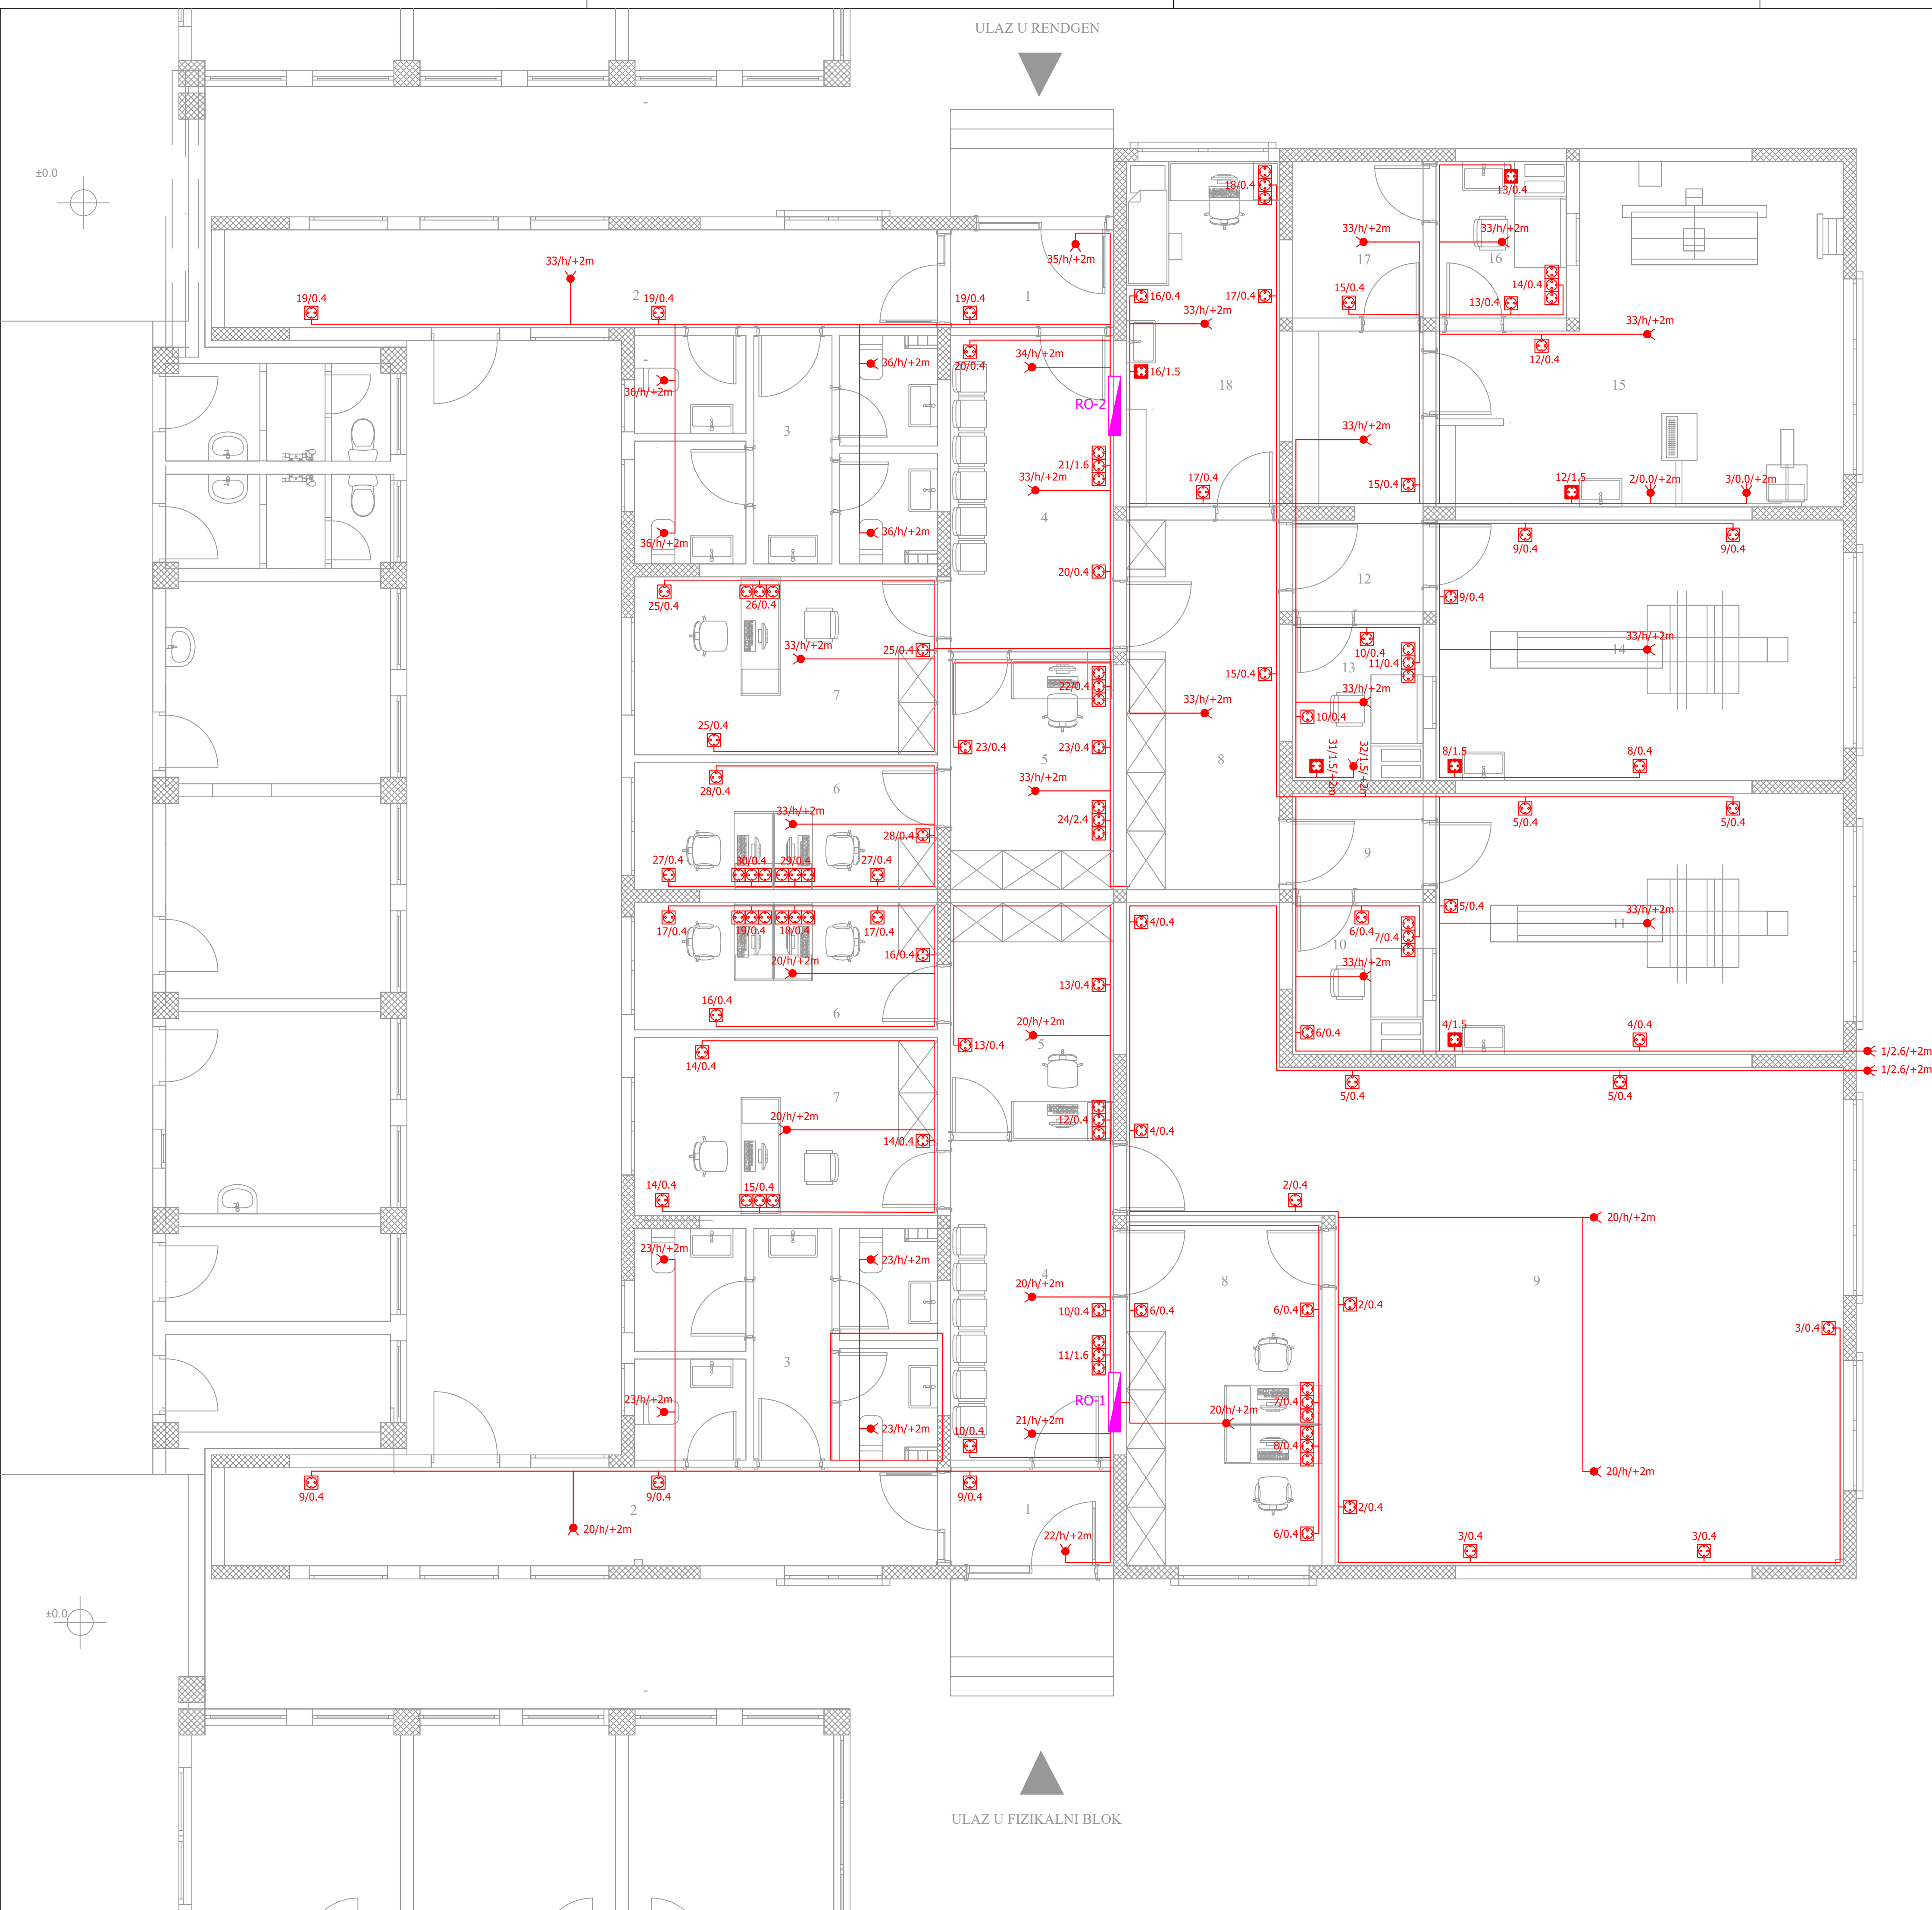 ULAZ U RENDGEN
±0.0
18/0.4
13/0.4
33/h/+2m
33/h/+2m
35/h/+2m
17
16
33/h/+2m
14/0.4
2
1
19/0.4
19/0.4
19/0.4
16/0.4
17/0.4
15/0.4
13/0.4
33/h/+2m
33/h/+2m
12/0.4
20/0.4
34/h/+2m
36/h/+2m
36/h/+2m
16/1.5
18
15
RO-2
3
33/h/+2m
21/1.6
33/h/+2m
17/0.4
15/0.4
12/1.5
2/0.0/+2m
3/0.0/+2m
4
36/h/+2m
36/h/+2m
9/0.4
9/0.4
20/0.4
12
25/0.4
26/0.4
9/0.4
33/h/+2m
25/0.4
10/0.4
11/0.4
33/h/+2m
14
13
22/0.4
15/0.4
7
33/h/+2m
33/h/+2m
25/0.4
10/0.4
23/0.4
23/0.4
5
8
31/1.5/+2m
32/1.5/+2m
8/1.5
8/0.4
33/h/+2m
28/0.4
6
33/h/+2m
28/0.4
24/2.4
5/0.4
5/0.4
27/0.4
30/0.4
29/0.4
27/0.4
9
17/0.4
19/0.4
18/0.4
17/0.4
4/0.4
6/0.4
7/0.4
5/0.4
33/h/+2m
11
10
16/0.4
20/h/+2m
33/h/+2m
13/0.4
16/0.4
6
20/h/+2m
6/0.4
4/1.5
4/0.4
13/0.4
5
1/2.6/+2m
1/2.6/+2m
14/0.4
5/0.4
5/0.4
7
20/h/+2m
12/0.4
4/0.4
14/0.4
14/0.4
15/0.4
2/0.4
20/h/+2m
23/h/+2m
23/h/+2m
4
20/h/+2m
8
9
10/0.4
6/0.4
6/0.4
2/0.4
3/0.4
11/1.6
3
23/h/+2m
RO-1
7/0.4
20/h/+2m
23/h/+2m
21/h/+2m
10/0.4
8/0.4
20/h/+2m
9/0.4
9/0.4
9/0.4
2
1
2/0.4
20/h/+2m
22/h/+2m
6/0.4
3/0.4
3/0.4
±0.0
ULAZ U FIZIKALNI BLOK